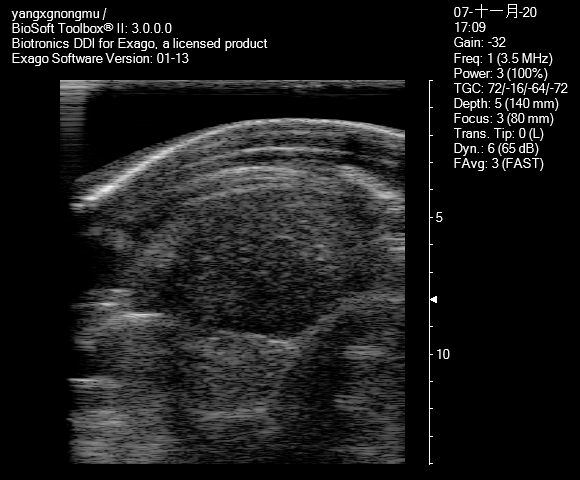 yangxgnongmu /
BioSoft Toolbox® II: 3.0.0.0
Biotronics DDI for Exago, a licensed product
Exago Software Version: 01-13
07-十一月-20
17:09
Gain: -32
Freq: 1 (3.5 MHz)
Power: 3 (100%)
TGC: 72/-16/-64/-72
Depth: 5 (140 mm)
Focus: 3 (80 mm)
Trans. Tip: 0 (L)
Dyn.: 6 (65 dB)
FAvg: 3 (FAST)
5
10